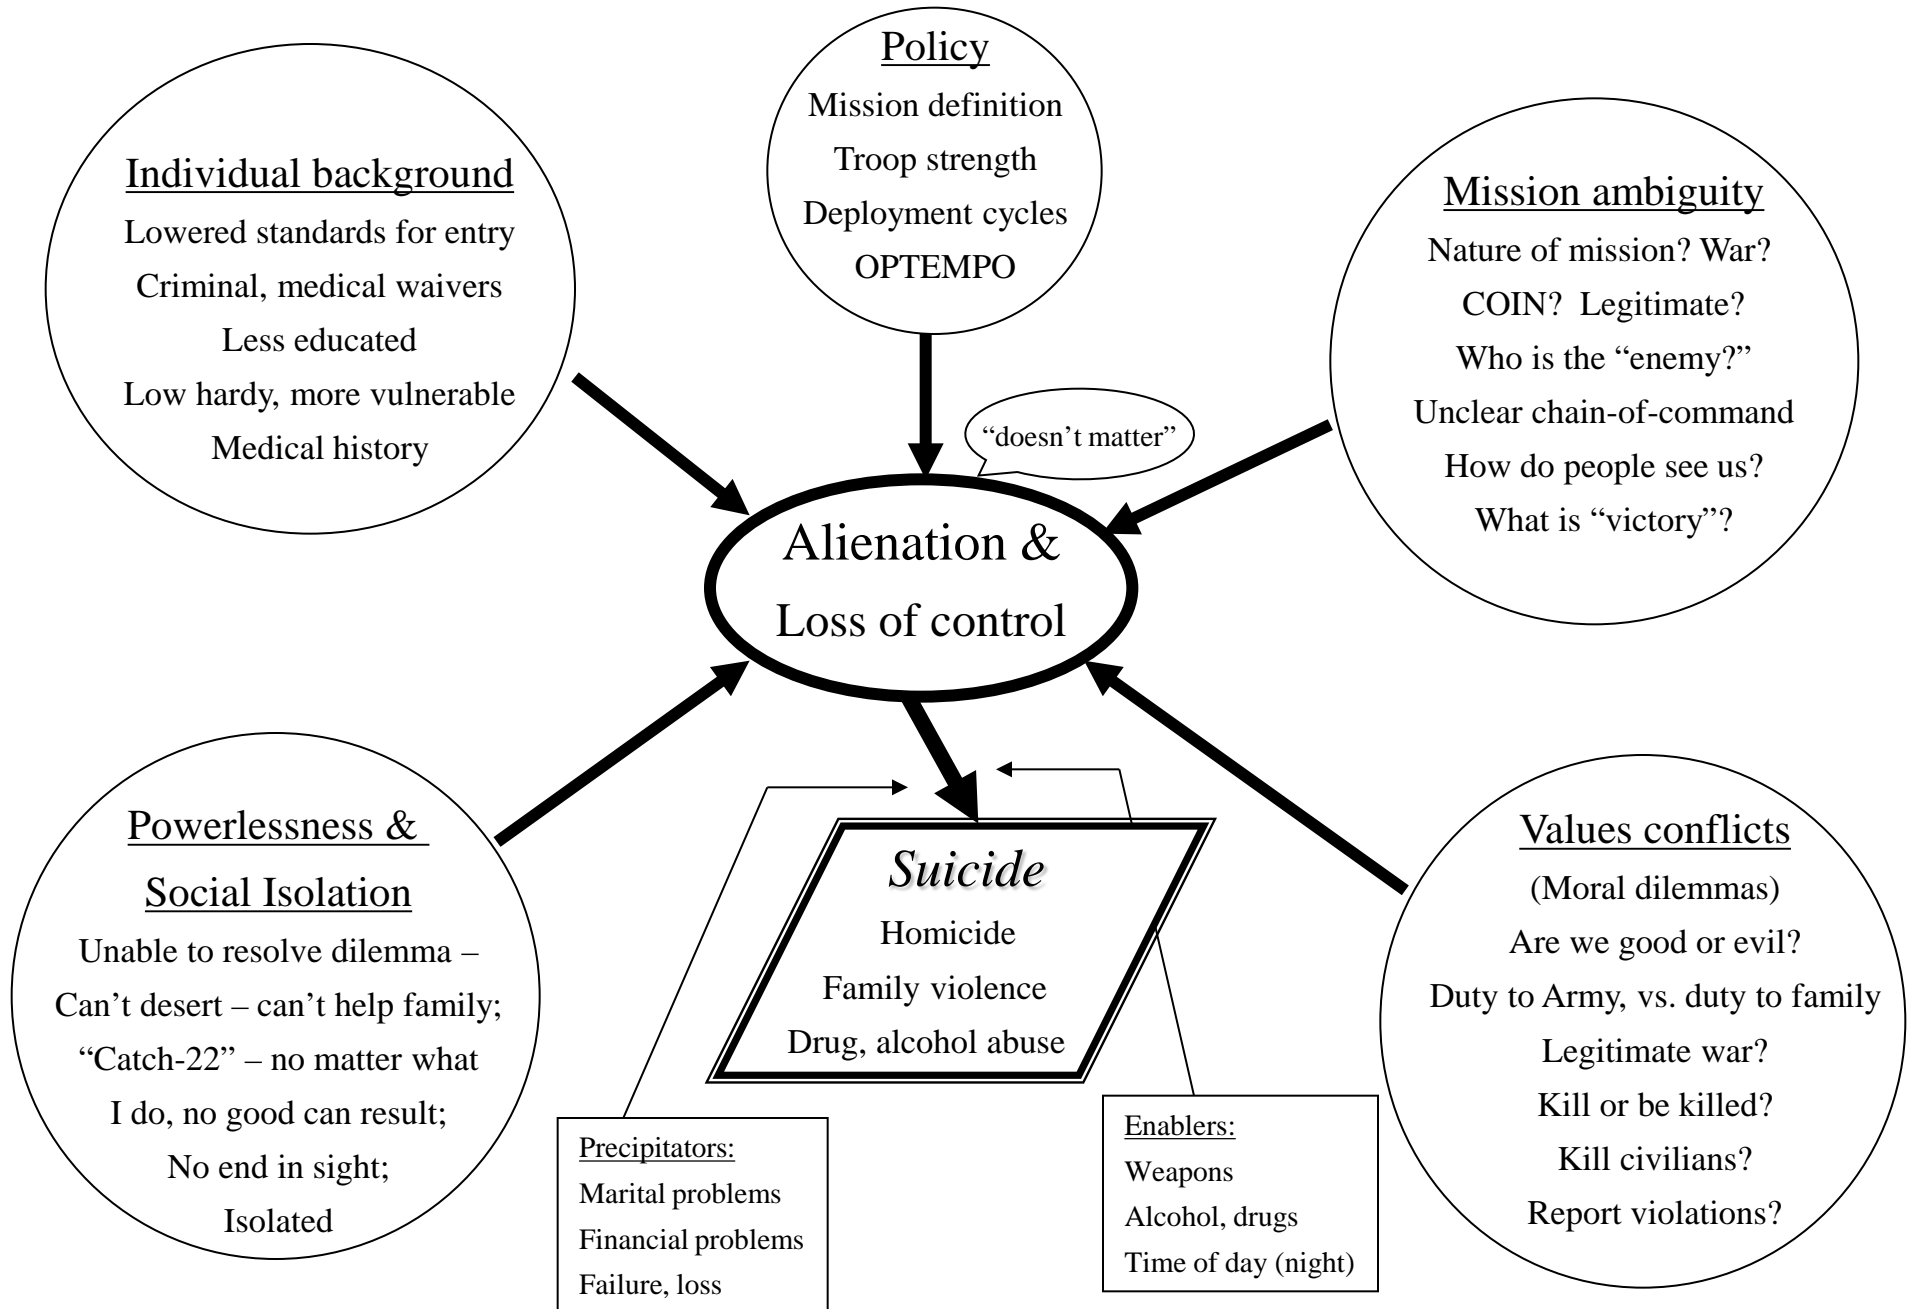 Policy
Mission definition
Troop strength
Deployment cycles
OPTEMPO
Individual background
Lowered standards for entry
Criminal, medical waivers
Less educated
Low hardy, more vulnerable
Medical history
Mission ambiguity
Nature of mission? War?
COIN?  Legitimate?
Who is the “enemy?”
Unclear chain-of-command
How do people see us?
What is “victory”?
“doesn’t matter”
Alienation &
Loss of control
Powerlessness &
Social Isolation
Unable to resolve dilemma –
Can’t desert – can’t help family;
“Catch-22” – no matter what
I do, no good can result;
No end in sight;
Isolated
Suicide
Homicide
Family violence
Drug, alcohol abuse
Values conflicts
(Moral dilemmas)
Are we good or evil?
Duty to Army, vs. duty to family
Legitimate war?
Kill or be killed?
Kill civilians?
Report violations?
Precipitators:
Marital problems
Financial problems
Failure, loss
Enablers:
Weapons
Alcohol, drugs
Time of day (night)